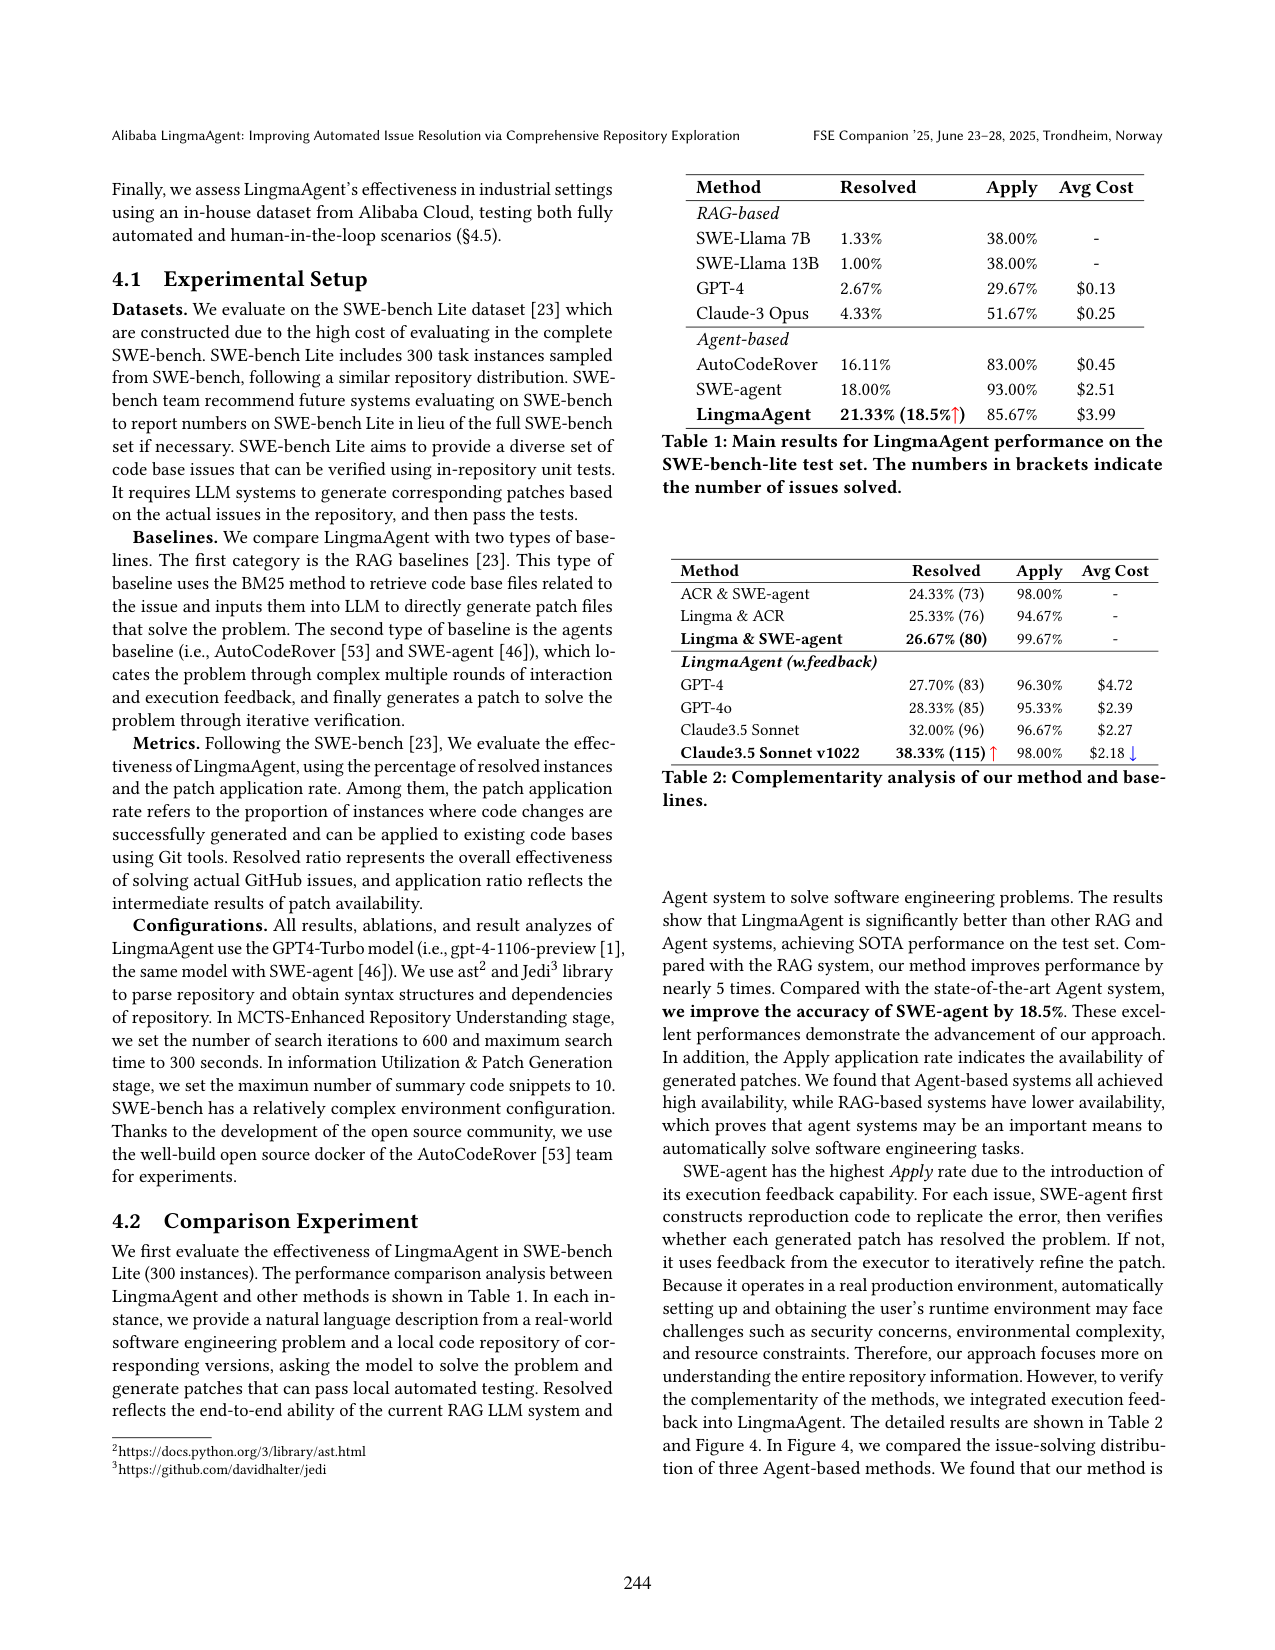 Alibaba LingmaAgent: Improving Automated Issue Resolution via Comprehensive Repository Exploration
FSE Companion ’25, June 23–28, 2025, Trondheim, Norway
Finally, we assess LingmaAgent’s effectiveness in industrial settings
using an in-house dataset from Alibaba Cloud, testing both fully
automated and human-in-the-loop scenarios (§4.5).
4.1 Experimental Setup
Datasets. We evaluate on the SWE-bench Lite dataset [23] which
are constructed due to the high cost of evaluating in the complete
SWE-bench. SWE-bench Lite includes 300 task instances sampled
from SWE-bench, following a similar repository distribution. SWE-
bench team recommend future systems evaluating on SWE-bench
to report numbers on SWE-bench Lite in lieu of the full SWE-bench
set if necessary. SWE-bench Lite aims to provide a diverse set of
code base issues that can be verified using in-repository unit tests.
It requires LLM systems to generate corresponding patches based
on the actual issues in the repository, and then pass the tests.
Baselines. We compare LingmaAgent with two types of base-
lines. The first category is the RAG baselines [23]. This type of
baseline uses the BM25 method to retrieve code base files related to
the issue and inputs them into LLM to directly generate patch files
that solve the problem. The second type of baseline is the agents
baseline (i.e., AutoCodeRover [53] and SWE-agent [46]), which lo-
cates the problem through complex multiple rounds of interaction
and execution feedback, and finally generates a patch to solve the
problem through iterative verification.
Metrics. Following the SWE-bench [23], We evaluate the effec-
tiveness of LingmaAgent, using the percentage of resolved instances
and the patch application rate. Among them, the patch application
rate refers to the proportion of instances where code changes are
successfully generated and can be applied to existing code bases
using Git tools. Resolved ratio represents the overall effectiveness
of solving actual GitHub issues, and application ratio reflects the
intermediate results of patch availability.
Configurations. All results, ablations, and result analyzes of
LingmaAgent use the GPT4-Turbo model (i.e., gpt-4-1106-preview [1],
the same model with SWE-agent [46]). We use ast2 and Jedi3 library
to parse repository and obtain syntax structures and dependencies
of repository. In MCTS-Enhanced Repository Understanding stage,
we set the number of search iterations to 600 and maximum search
time to 300 seconds. In information Utilization & Patch Generation
stage, we set the maximun number of summary code snippets to 10.
SWE-bench has a relatively complex environment configuration.
Thanks to the development of the open source community, we use
the well-build open source docker of the AutoCodeRover [53] team
for experiments.
4.2 Comparison Experiment
We first evaluate the effectiveness of LingmaAgent in SWE-bench
Lite (300 instances). The performance comparison analysis between
LingmaAgent and other methods is shown in Table 1. In each in-
stance, we provide a natural language description from a real-world
software engineering problem and a local code repository of cor-
responding versions, asking the model to solve the problem and
generate patches that can pass local automated testing. Resolved
reflects the end-to-end ability of the current RAG LLM system and
2https://docs.python.org/3/library/ast.html
3https://github.com/davidhalter/jedi
Method Resolved Apply Avg Cost
RAG-based
SWE-Llama 7B 1.33% 38.00% -
SWE-Llama 13B 1.00% 38.00% -
GPT-4 2.67% 29.67% $0.13
Claude-3 Opus 4.33% 51.67% $0.25
Agent-based
AutoCodeRover 16.11% 83.00% $0.45
SWE-agent 18.00% 93.00% $2.51
LingmaAgent 21.33% (18.5%↑) 85.67% $3.99
Table 1: Main results for LingmaAgent performance on the
SWE-bench-lite test set. The numbers in brackets indicate
the number of issues solved.
Method Resolved Apply Avg Cost
ACR & SWE-agent 24.33% (73) 98.00% -
Lingma & ACR 25.33% (76) 94.67% -
Lingma & SWE-agent 26.67% (80) 99.67% -
LingmaAgent (w.feedback)
GPT-4 27.70% (83) 96.30% $4.72
GPT-4o 28.33% (85) 95.33% $2.39
Claude3.5 Sonnet 32.00% (96) 96.67% $2.27
Claude3.5 Sonnet v1022 38.33% (115) ↑ 98.00% $2.18 ↓
Table 2: Complementarity analysis of our method and base-
lines.
Agent system to solve software engineering problems. The results
show that LingmaAgent is significantly better than other RAG and
Agent systems, achieving SOTA performance on the test set. Com-
pared with the RAG system, our method improves performance by
nearly 5 times. Compared with the state-of-the-art Agent system,
we improve the accuracy of SWE-agent by 18.5%. These excel-
lent performances demonstrate the advancement of our approach.
In addition, the Apply application rate indicates the availability of
generated patches. We found that Agent-based systems all achieved
high availability, while RAG-based systems have lower availability,
which proves that agent systems may be an important means to
automatically solve software engineering tasks.
SWE-agent has the highest Apply rate due to the introduction of
its execution feedback capability. For each issue, SWE-agent first
constructs reproduction code to replicate the error, then verifies
whether each generated patch has resolved the problem. If not,
it uses feedback from the executor to iteratively refine the patch.
Because it operates in a real production environment, automatically
setting up and obtaining the user’s runtime environment may face
challenges such as security concerns, environmental complexity,
and resource constraints. Therefore, our approach focuses more on
understanding the entire repository information. However, to verify
the complementarity of the methods, we integrated execution feed-
back into LingmaAgent. The detailed results are shown in Table 2
and Figure 4. In Figure 4, we compared the issue-solving distribu-
tion of three Agent-based methods. We found that our method is
244